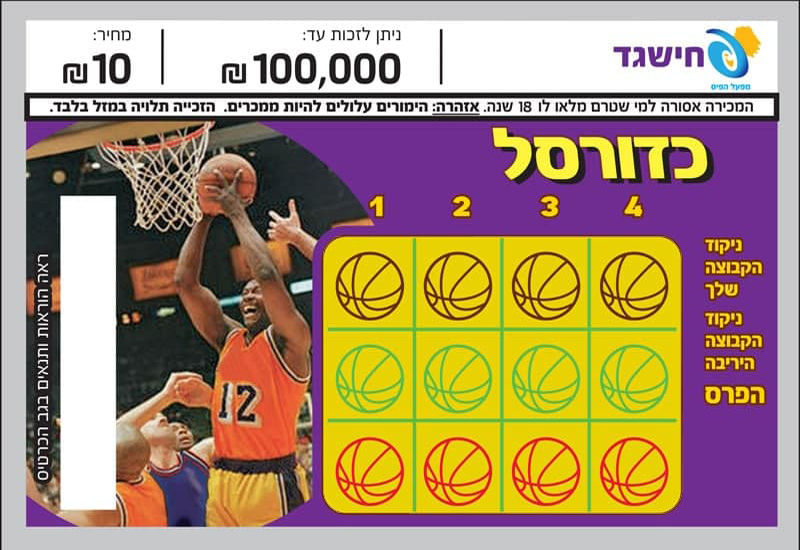 חישגד
מפעל הפיס
ניתן לזכות עד:
100,000 ₪
מחיר:
10 ₪
המכירה אסורה למי שטרם מלאו לו 18 שנה. אזהרה: הימורים עלולים להיות ממכרים. הזכייה תלויה במזל בלבד.
כדורסל
1 2 3 4
ניקוד
הקבוצה
שלך
ניקוד
הקבוצה
היריבה
הפרס
12
ראה הוראות ותנאים בגב הכרטיס